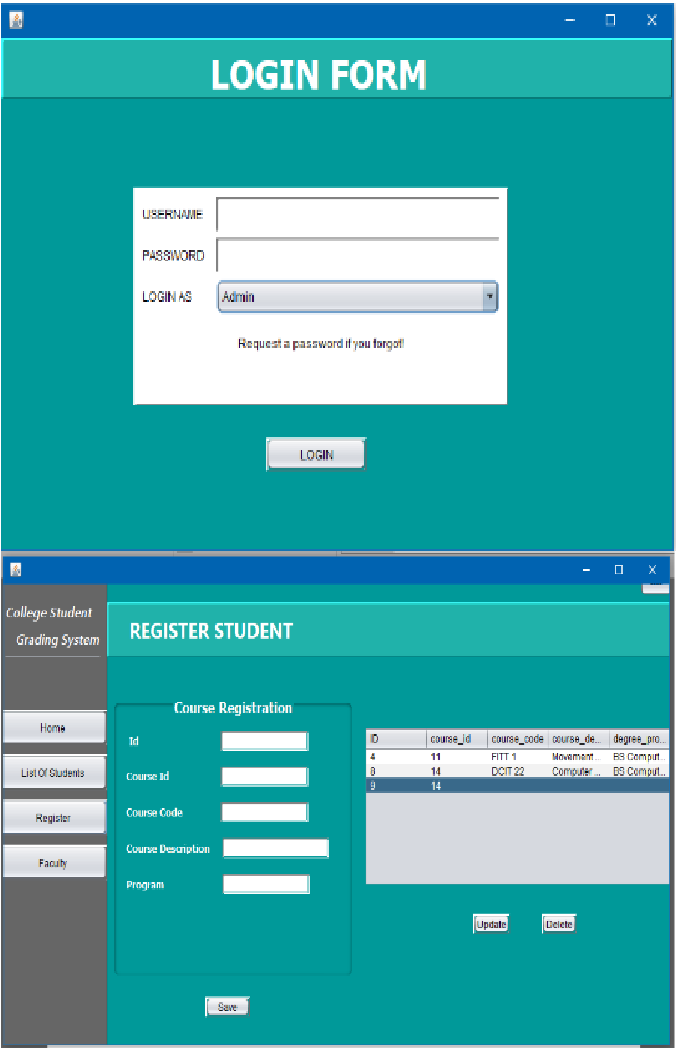 LOGIN FORM
USERNAME
PASSWORD
LOGIN AS
Admin
Request a password if you forgot!
LOGIN
College Student
Grading System
Home
List Of Students
Register
Faculty
REGISTER STUDENT
Course Registration
Id
Course Id
Course Code
Course Description
Program
Save
ID course_id course_code course_de... degree_pro...
4 11 FITT 1 Movement ... BS Comput...
8 14 DCIT 22 Computer ... BS Comput...
9 14
Update Delete